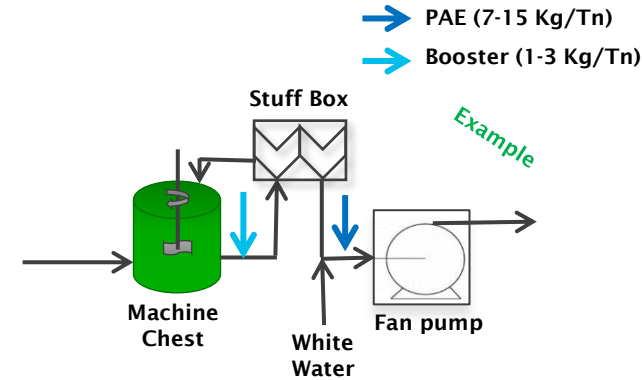 PAE (7-15 Kg/Tn)
Booster (1-3 Kg/Tn)
Stuff Box
Example
Machine
Chest
White
Water
Fan pump